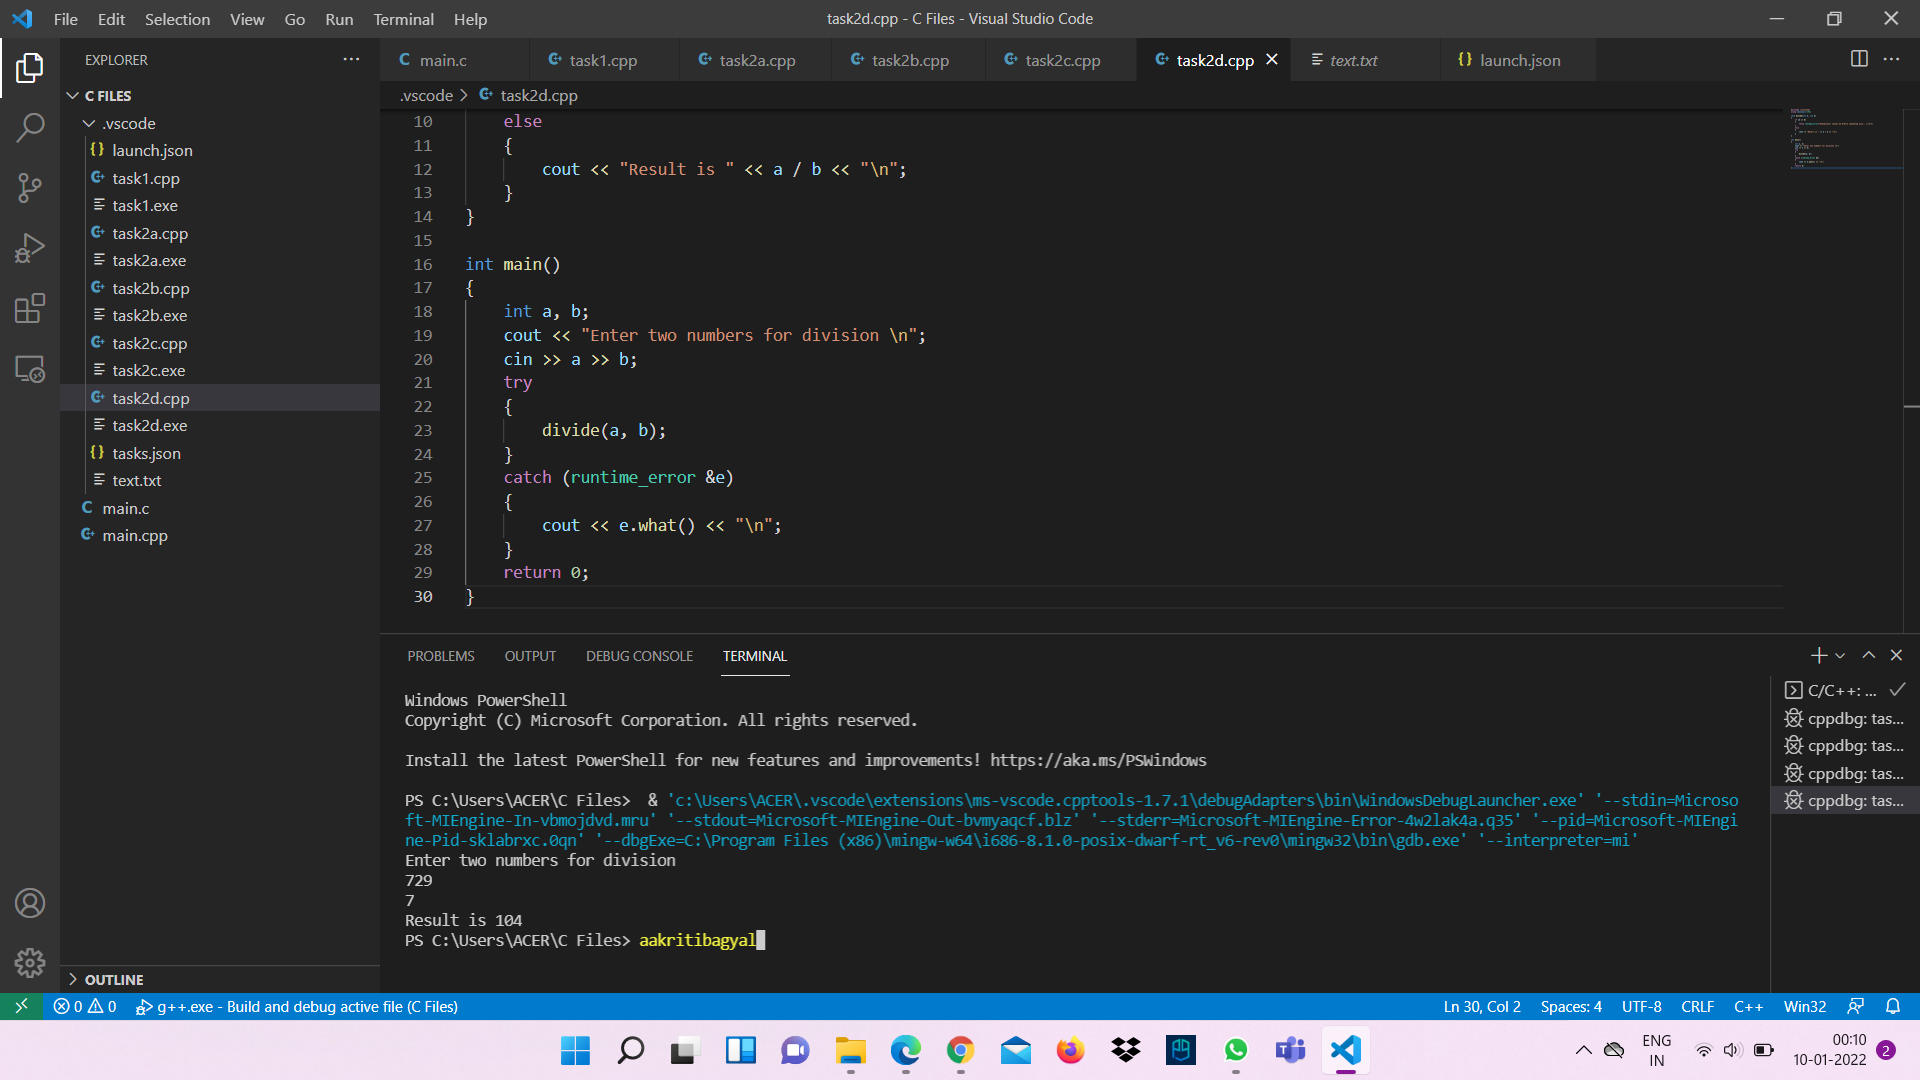 File Edit Selection View Go Run Terminal Help
task2d.cpp - C Files - Visual Studio Code
EXPLORER
C FILES
.vscode
launch.json
task1.cpp
task1.exe
task2a.cpp
task2a.exe
task2b.cpp
task2b.exe
task2c.cpp
task2c.exe
task2d.cpp
task2d.exe
tasks.json
text.txt
main.c
main.cpp
OUTLINE
main.c task1.cpp task2a.cpp task2b.cpp task2c.cpp task2d.cpp text.txt launch.json
.vscode > task2d.cpp
10 else
11 {
12 cout << "Result is " << a / b << "\n";
13 }
14 }
15
16 int main()
17 {
18 int a, b;
19 cout << "Enter two numbers for division \n";
20 cin >> a >> b;
21 try
22 {
23 divide(a, b);
24 }
25 catch (runtime_error &e)
26 {
27 cout << e.what() << "\n";
28 }
29 return 0;
30 }
PROBLEMS OUTPUT DEBUG CONSOLE TERMINAL
Windows PowerShell
Copyright (C) Microsoft Corporation. All rights reserved.
Install the latest PowerShell for new features and improvements! https://aka.ms/PSWindows
PS C:\Users\ACER\C Files>  & 'c:\Users\ACER\.vscode\extensions\ms-vscode.cpptools-1.7.1\debugAdapters\bin\WindowsDebugLauncher.exe' '--stdin=Microso
ft-MIEngine-In-vbmojdvd.mru' '--stdout=Microsoft-MIEngine-Out-bvmyaqcf.blz' '--stderr=Microsoft-MIEngine-Error-4w2lak4a.q35' '--pid=Microsoft-MIEngi
ne-Pid-sklabrxc.0qn' '--dbgExe=C:\Program Files (x86)\mingw-w64\i686-8.1.0-posix-dwarf-rt_v6-rev0\mingw32\bin\gdb.exe' '--interpreter=mi'
Enter two numbers for division
729
7
Result is 104
PS C:\Users\ACER\C Files> aakritibagyal
C/C++: ...
cppdbg: tas...
cppdbg: tas...
cppdbg: tas...
cppdbg: tas...
0 0 g++.exe - Build and debug active file (C Files)
Ln 30, Col 2 Spaces: 4 UTF-8 CRLF C++ Win32
ENG
IN
00:10
10-01-2022
2